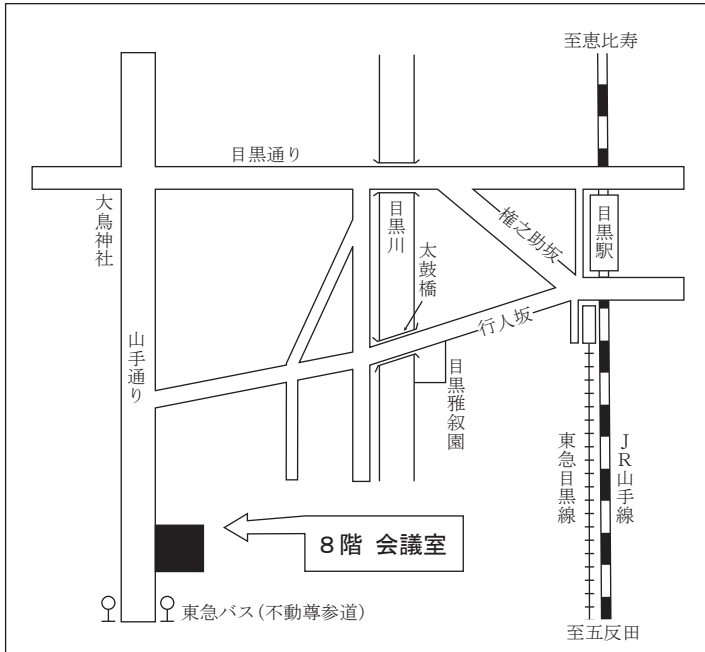 至恵比寿
目黒通り
大鳥神社
目黒川
権之助坂
目黒駅
太鼓橋
行人坂
山手通り
目黒雅叙園
東急目黒線
JR山手線
8階 会議室
東急バス(不動尊参道)
至五反田